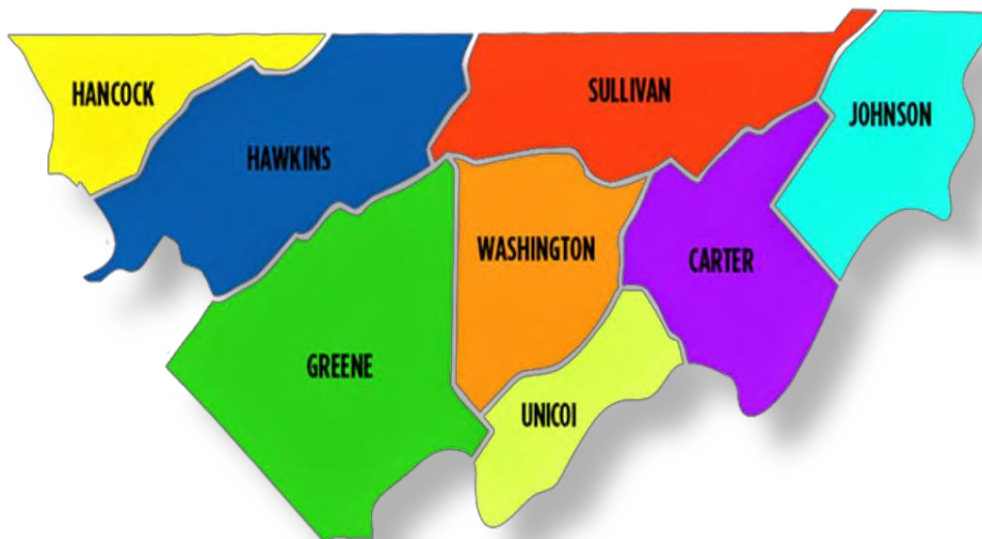 HANCOCK
SULLIVAN
JOHNSON
HAWKINS
WASHINGTON
CARTER
GREENE
UNICOI